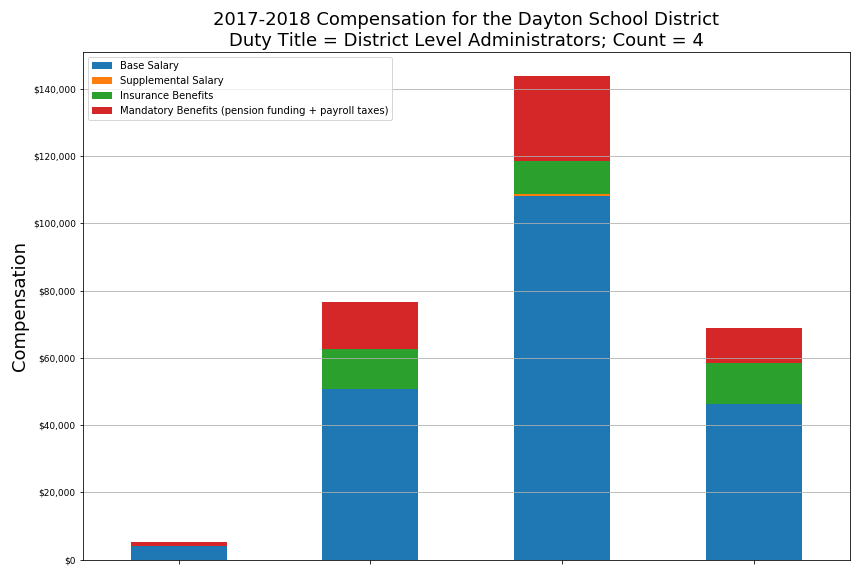 2017-2018 Compensation for the Dayton School District
Duty Title = District Level Administrators; Count = 4
Base Salary
Supplemental Salary
Insurance Benefits
Mandatory Benefits (pension funding + payroll taxes)
$140,000
$120,000
$100,000
$80,000
$60,000
$40,000
$20,000
$0
Compensation